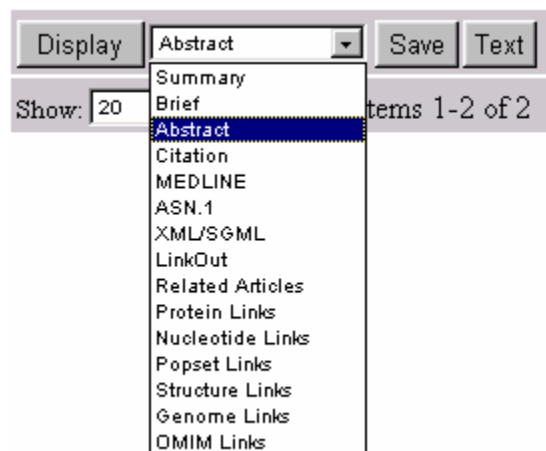 Display Abstract Save Text
Show: 20 tems 1-2 of 2
Summary
Brief
Abstract
Citation
MEDLINE
ASN.1
XML/SGML
LinkOut
Related Articles
Protein Links
Nucleotide Links
Popset Links
Structure Links
Genome Links
OMIM Links